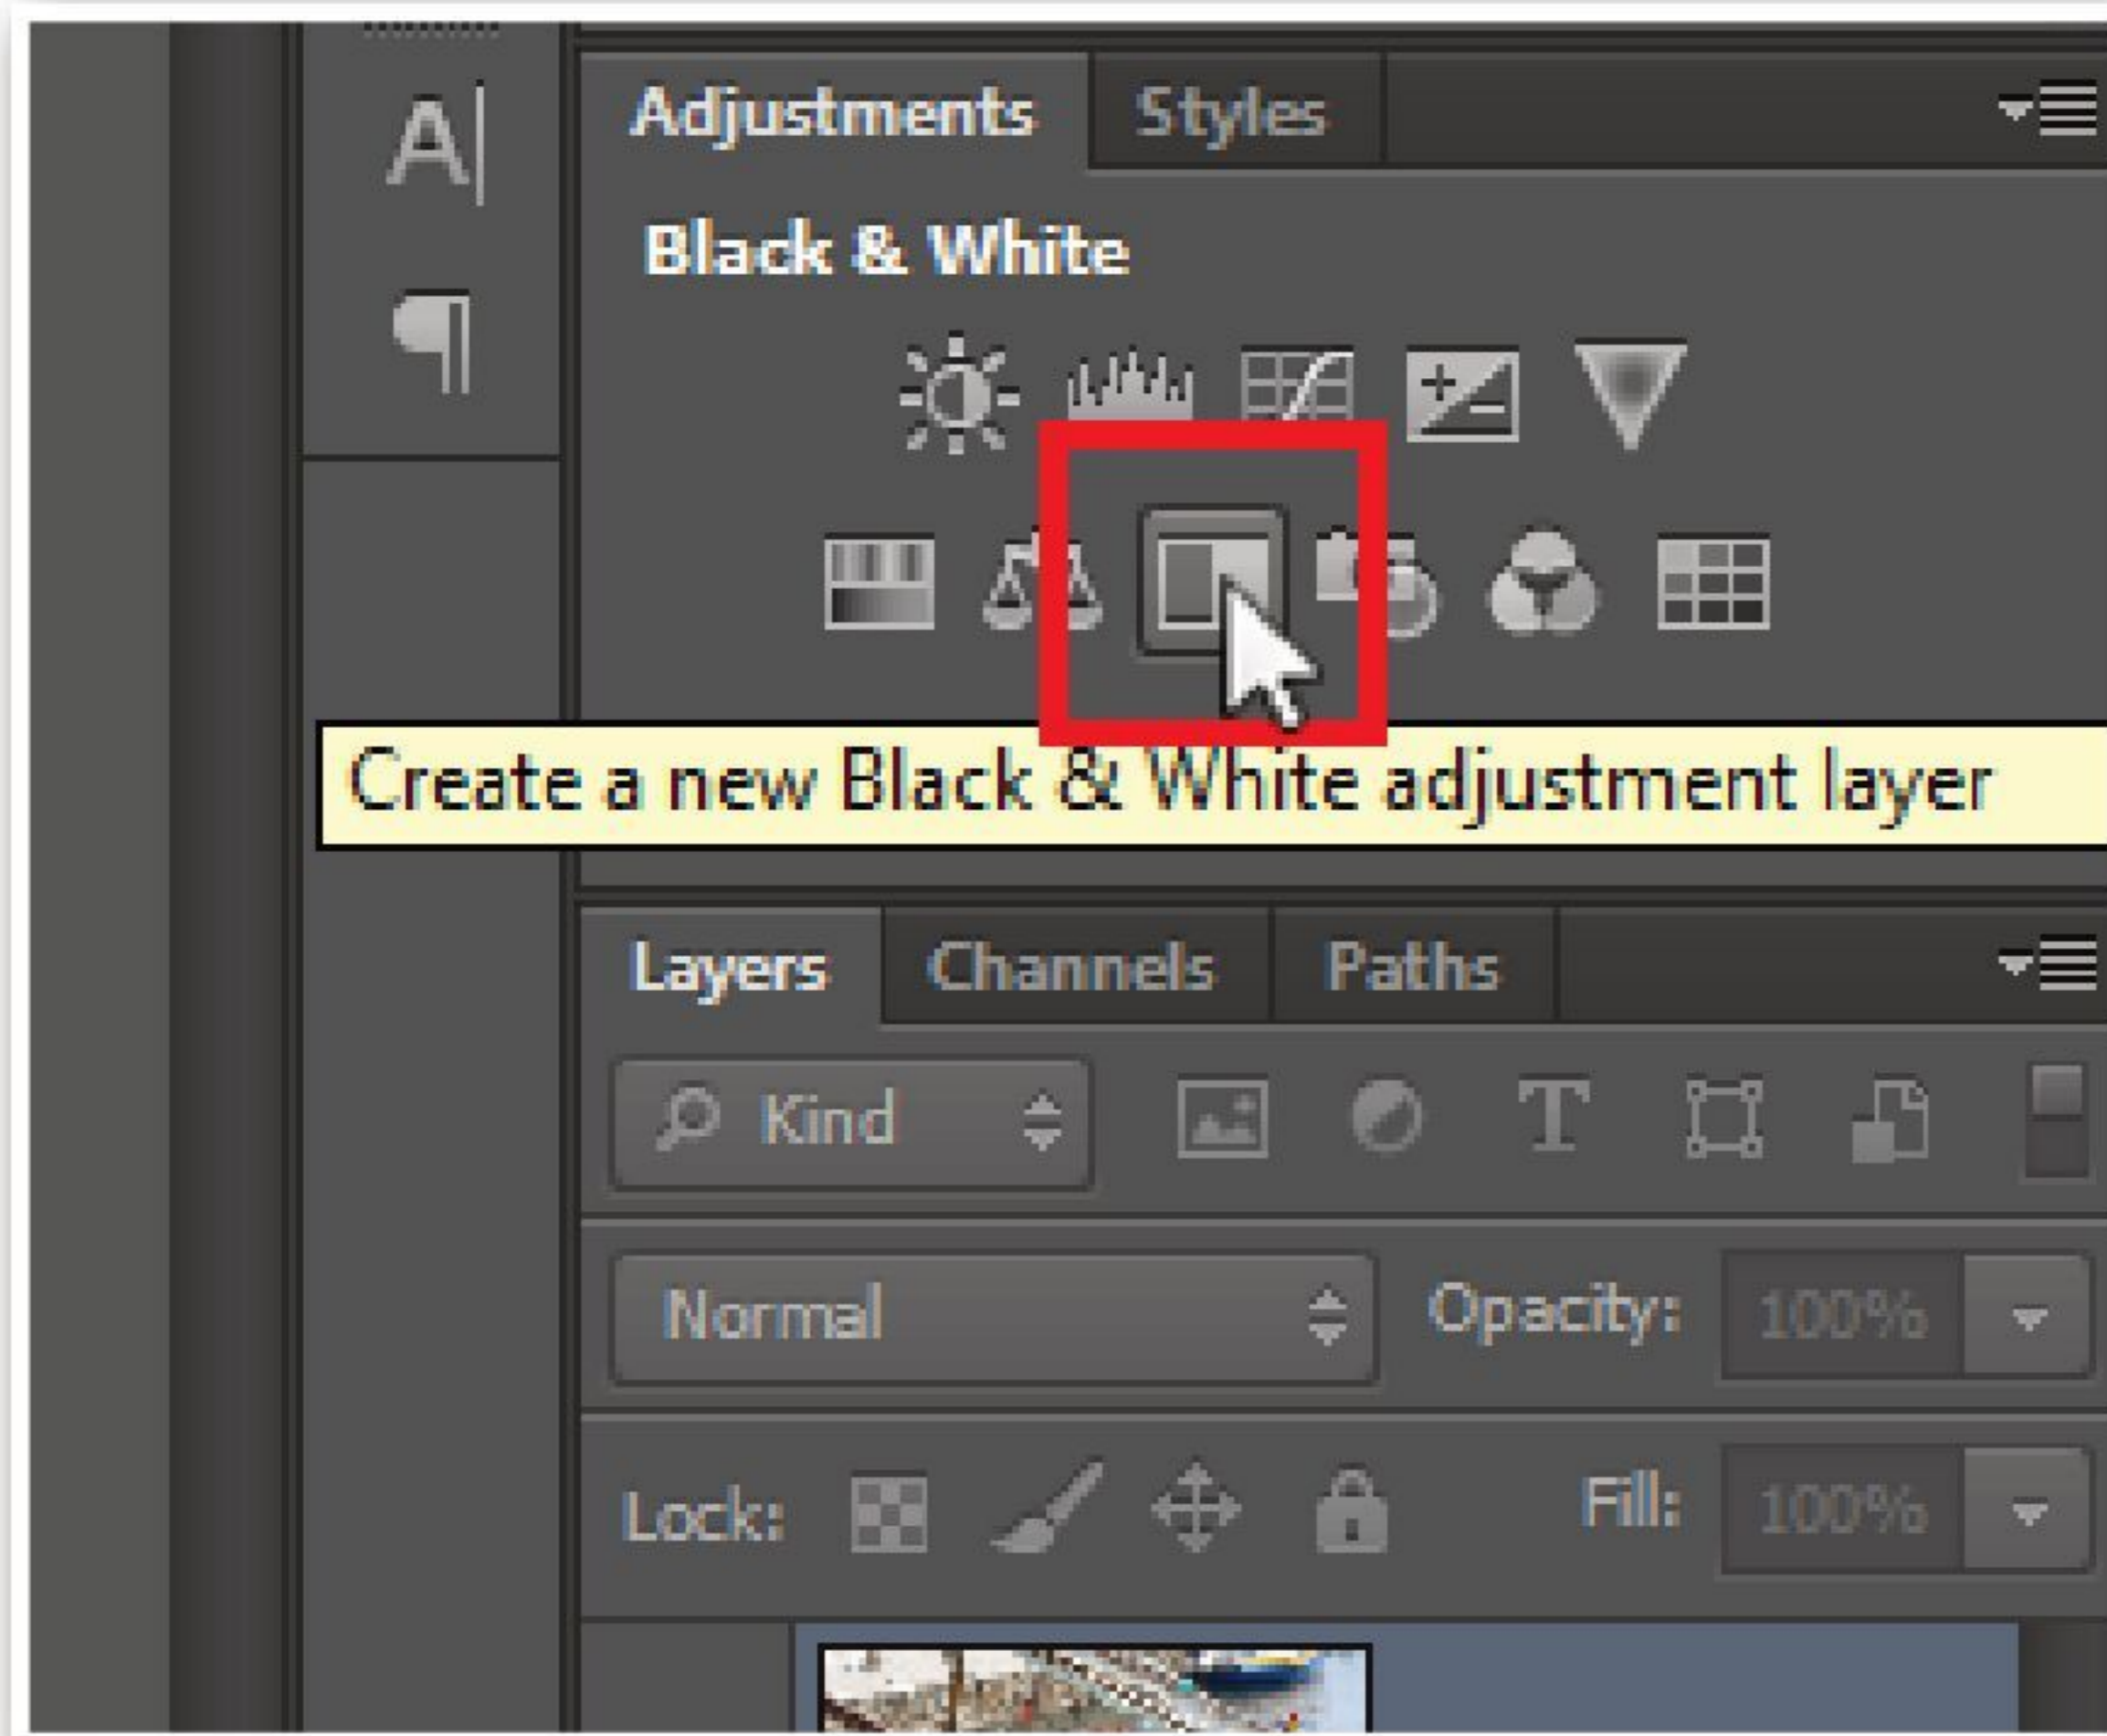 A
Adjustments Styles
Black & White
Create a new Black & White adjustment layer
Layers Channels Paths
Kind T
Normal Opacity: 100%
Lock: Fill: 100%